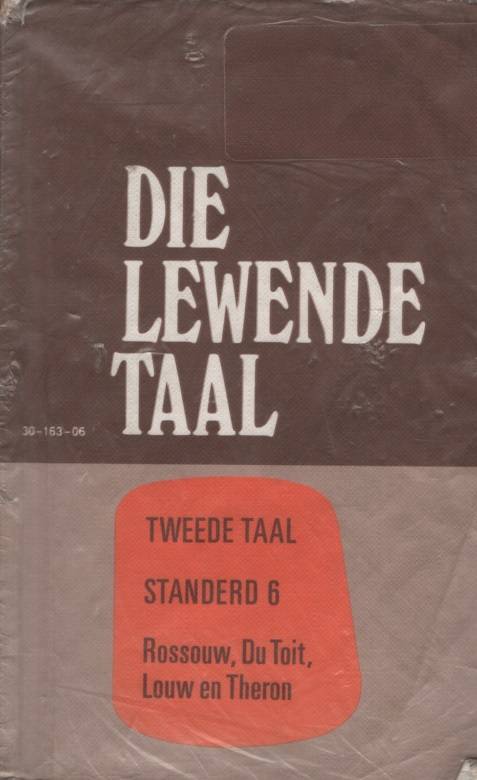 DIE
LEWENDE
TAAL
30-163-06
TWEEDE TAAL
STANDERD 6
Rossouw, Du Toit,
Louw en Theron